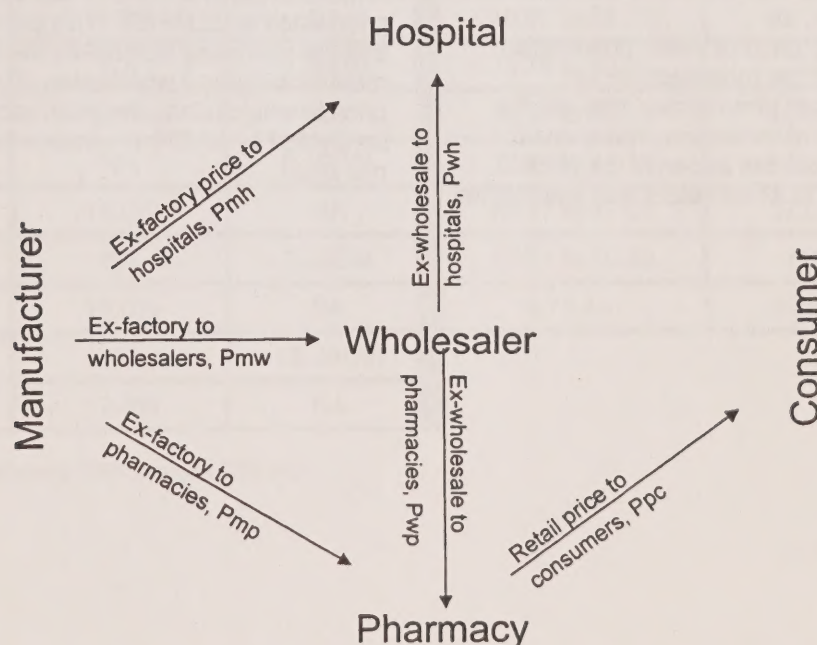 Hospital
Ex-factory price to
hospitals, Pmh
Ex-wholesale to
hospitals, Pwh
Manufacturer
Ex-factory to
wholesalers, Pmw
Wholesaler
Consumer
Ex-factory to
pharmacies, Pmp
Ex-wholesale to
pharmacies, Pwp
Retail price to
consumers, Ppc
Pharmacy